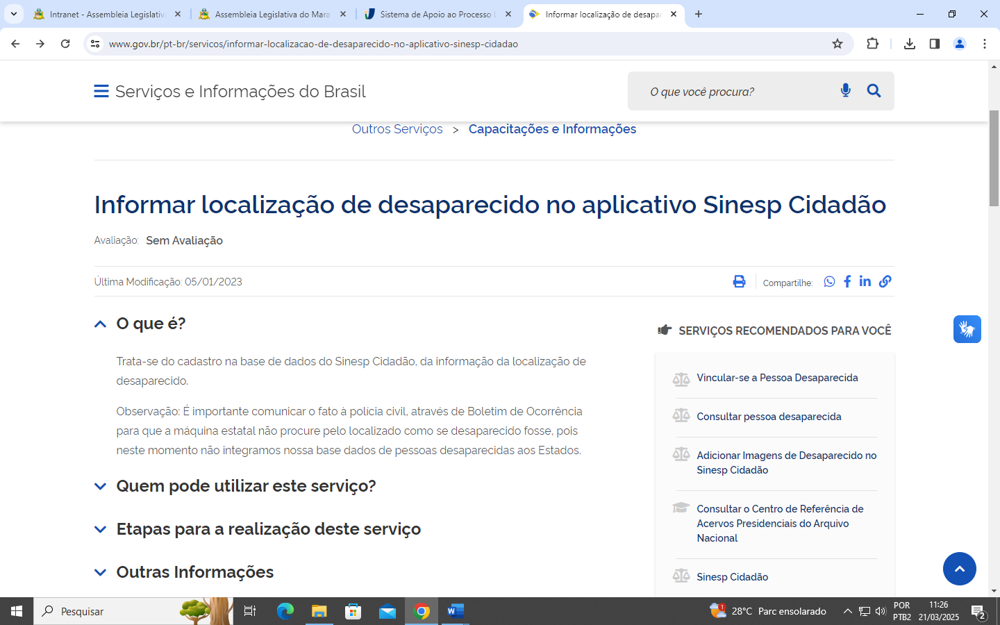 Intranet - Assembleia Legislativa
Assembleia Legislativa do Mara
Sistema de Apoio ao Processo L
Informar localização de desapar
www.gov.br/pt-br/servicos/informar-localizacao-de-desaparecido-no-aplicativo-sinesp-cidadao
Serviços e Informações do Brasil
O que você procura?
Outros Serviços > Capacitações e Informações
Informar localização de desaparecido no aplicativo Sinesp Cidadão
Avaliação: Sem Avaliação
Última Modificação: 05/01/2023
Compartilhe:
O que é?
Trata-se do cadastro na base de dados do Sinesp Cidadão, da informação da localização de
desaparecido.
Observação: É importante comunicar o fato à polícia civil, através de Boletim de Ocorrência
para que a máquina estatal não procure pelo localizado como se desaparecido fosse, pois
neste momento não integramos nossa base dados de pessoas desaparecidas aos Estados.
Quem pode utilizar este serviço?
Etapas para a realização deste serviço
Outras Informações
SERVIÇOS RECOMENDADOS PARA VOCÊ
Vincular-se a Pessoa Desaparecida
Consultar pessoa desaparecida
Adicionar Imagens de Desaparecido no
Sinesp Cidadão
Consultar o Centro de Referência de
Acervos Presidenciais do Arquivo
Nacional
Sinesp Cidadão
Pesquisar
1
28°C Parc ensolarado
POR
PTB2
11:26
21/03/2025
2